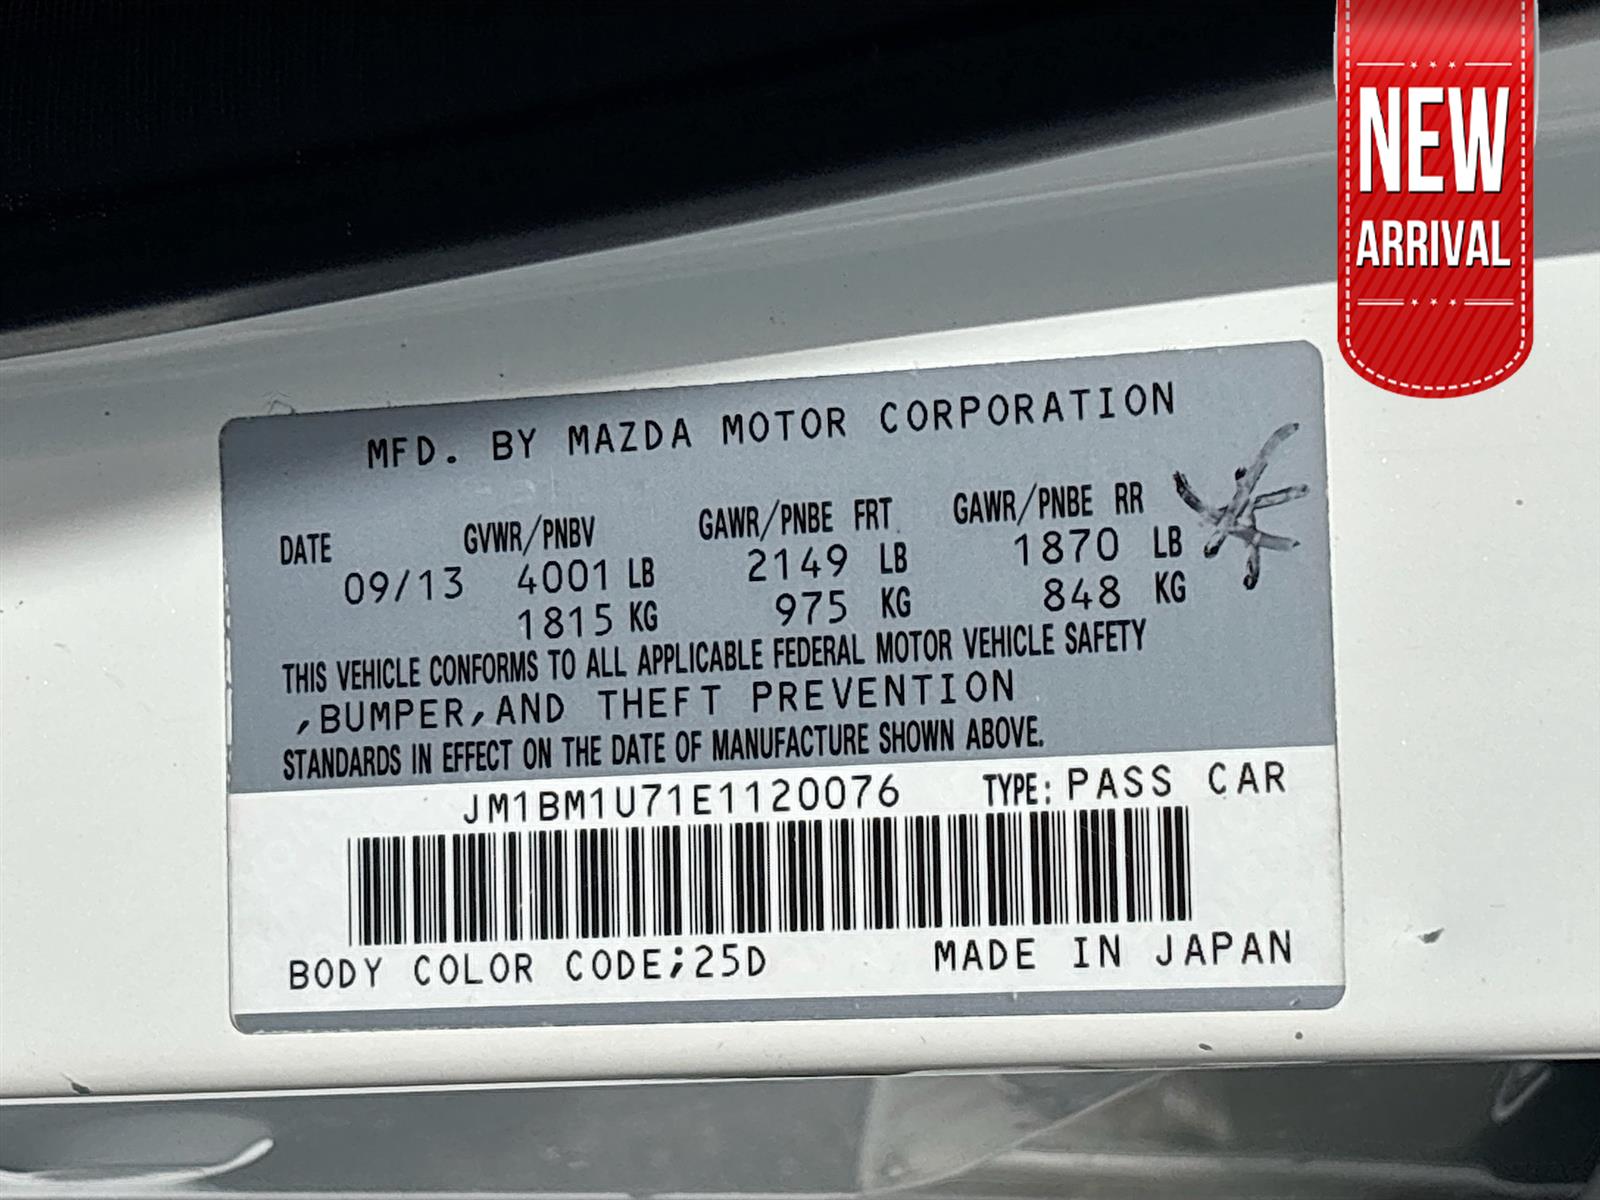 NEW
ARRIVAL
MFD. BY MAZDA MOTOR CORPORATION
DATE GVWR/PNBV GAWR/PNBE FRT GAWR/PNBE RR
09/13 4001 LB 2149 LB 1870 LB
1815 KG 975 KG 848 KG
THIS VEHICLE CONFORMS TO ALL APPLICABLE FEDERAL MOTOR VEHICLE SAFETY
,BUMPER,AND THEFT PREVENTION
STANDARDS IN EFFECT ON THE DATE OF MANUFACTURE SHOWN ABOVE.
JM1BM1U71E1120076 TYPE: PASS CAR
BODY COLOR CODE;25D MADE IN JAPAN